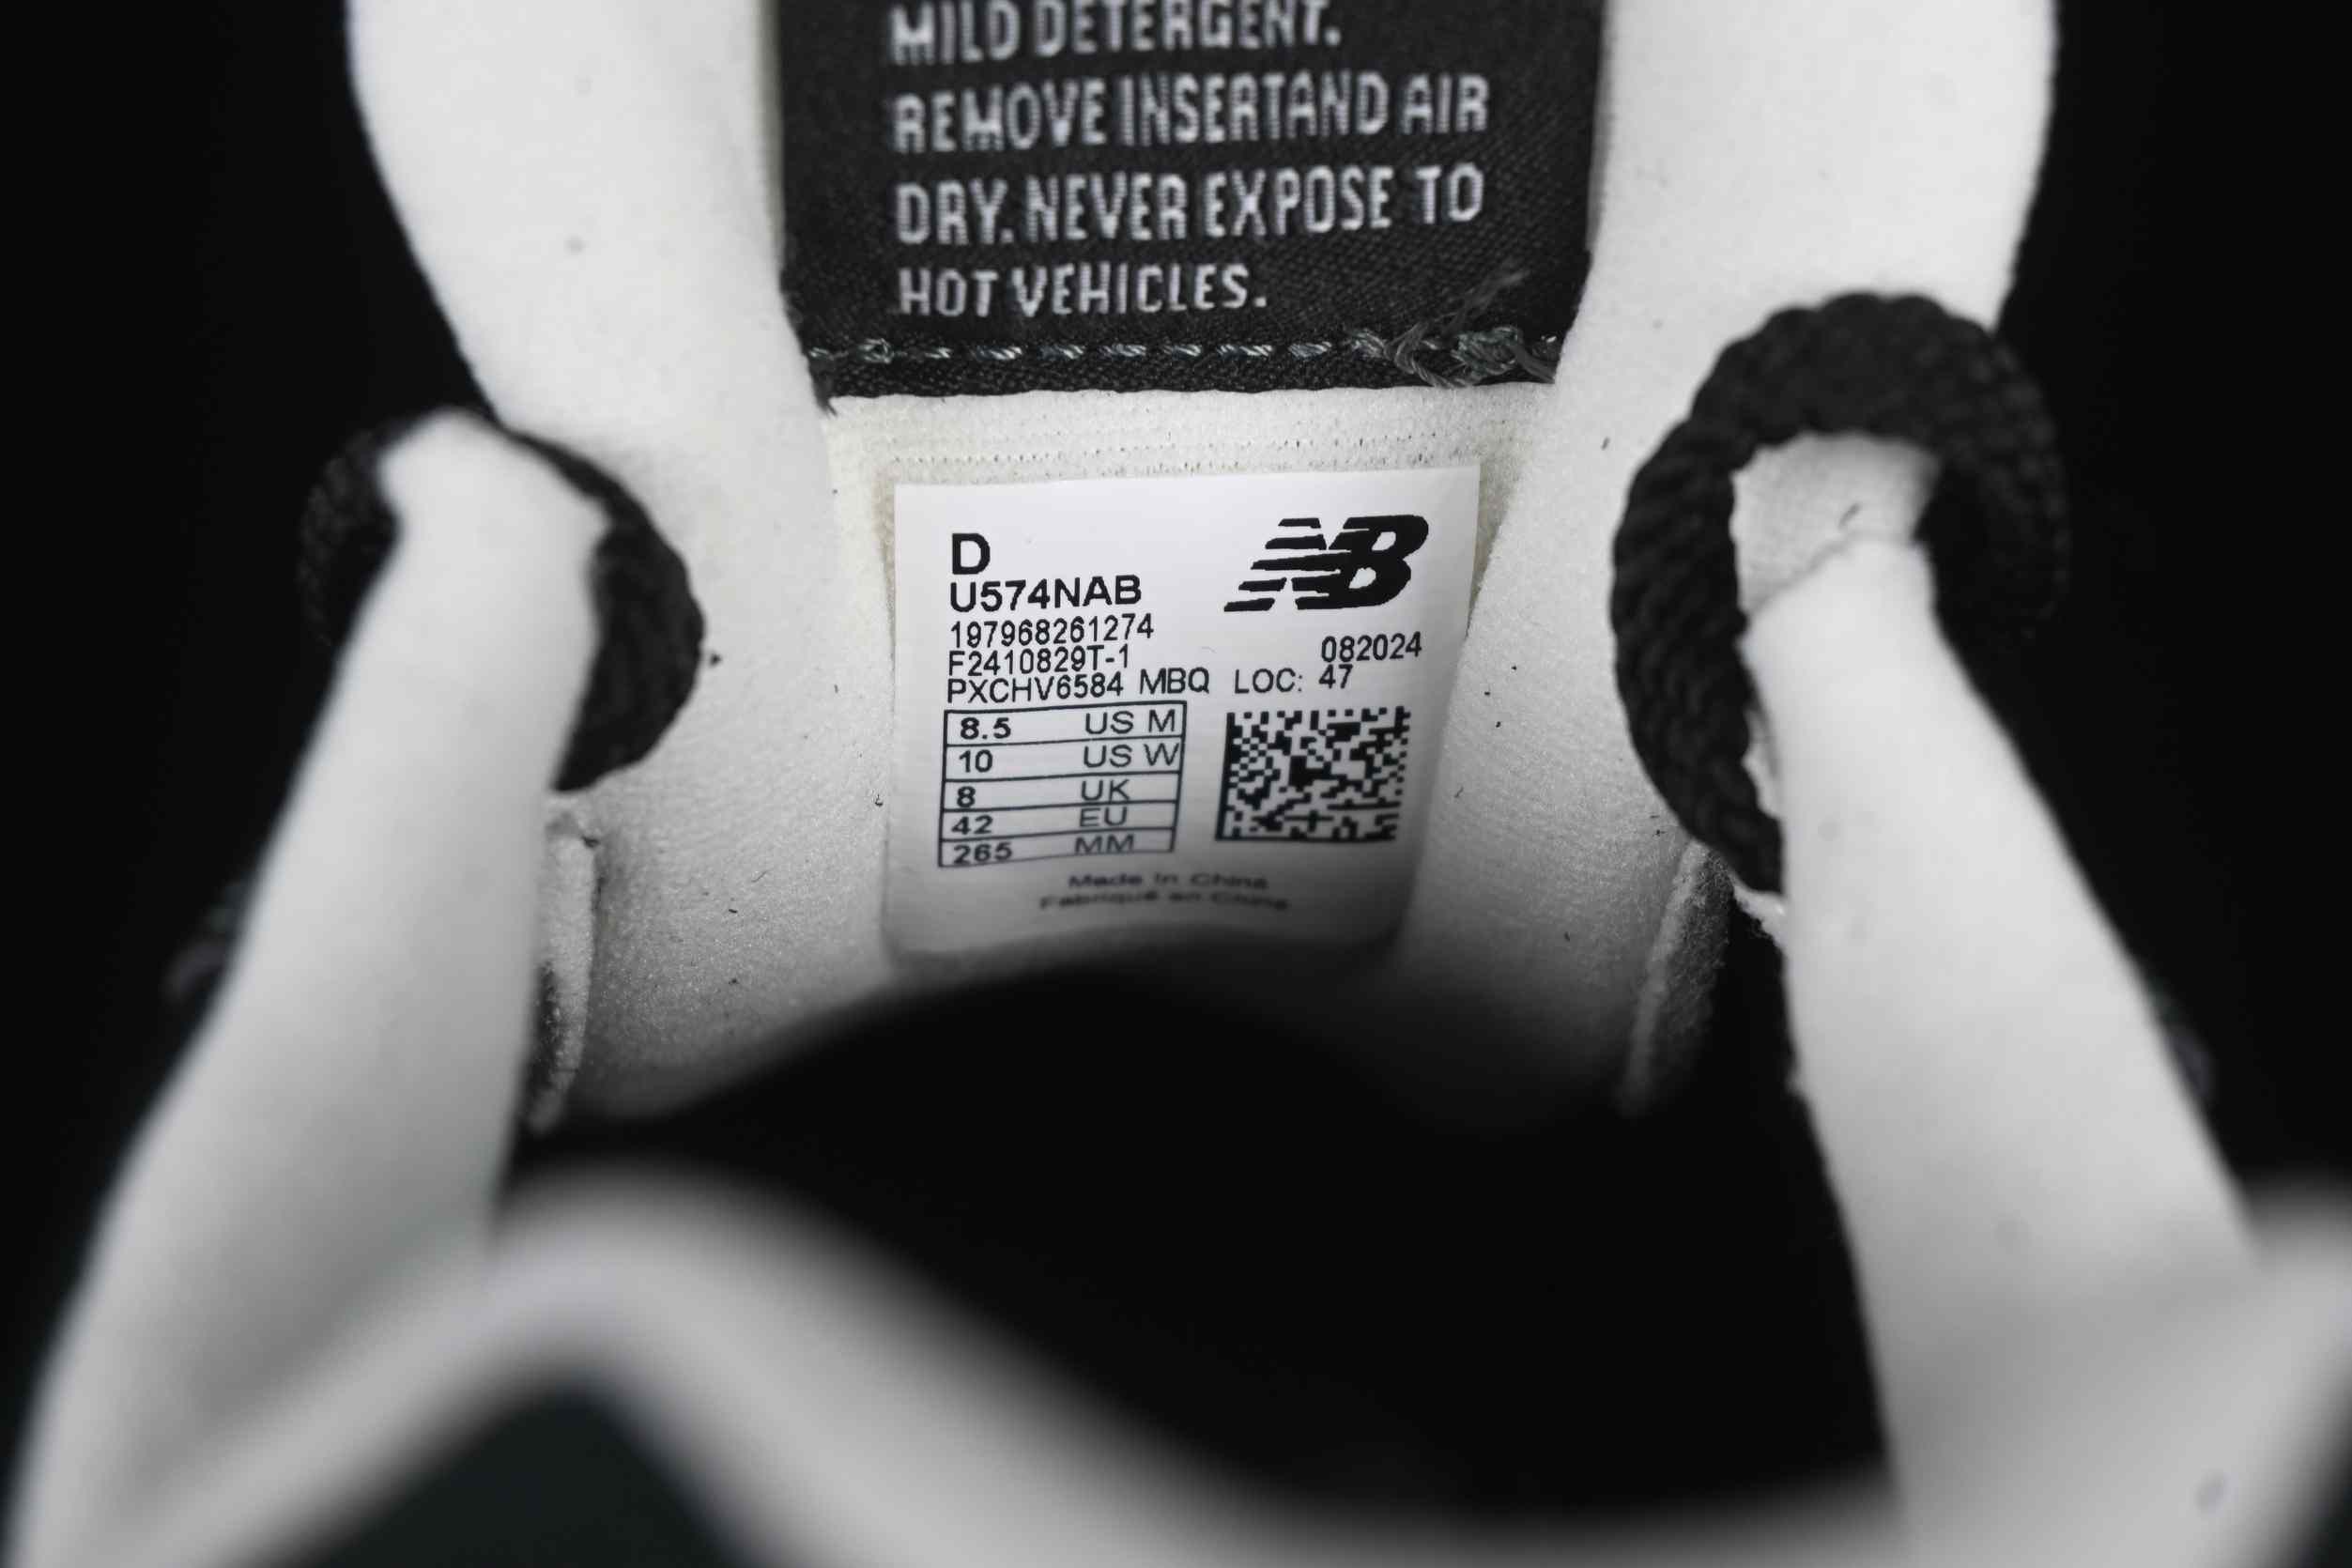 MILD DETERGENT.
REMOVE INSERTAND AIR
DRY. NEVER EXPOSE TO
HOT VEHICLES.
D
NB
U574NAB
197968261274
F2410829T-1
082024
PXCHV6584 MBQ LOC: 47
8.5 US M
10 US W
8 UK
42 EU
265 MM
Made in China
Fabriqué en Chine